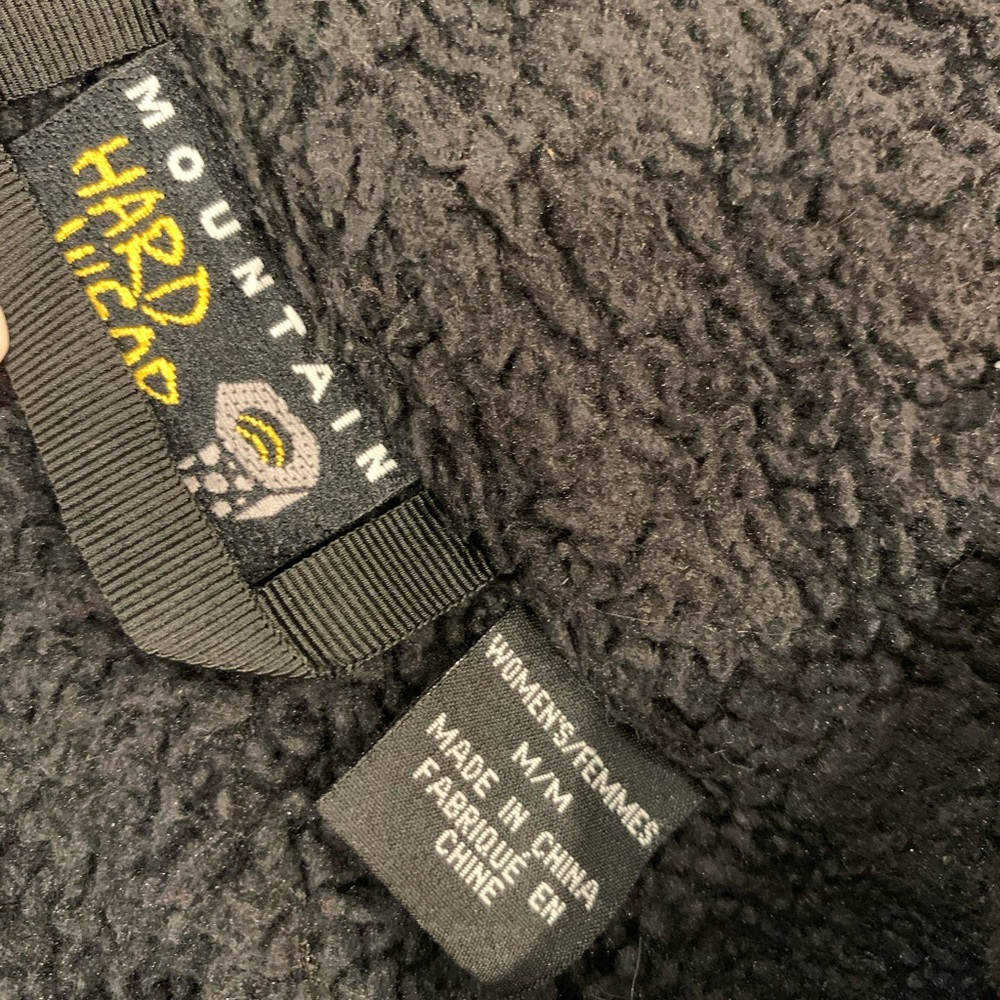 MOUNTAIN
HARD
WEAR
WOMEN'S/FEMMES
M/M
MADE IN CHINA
FABRIQUÉ EN
CHINE